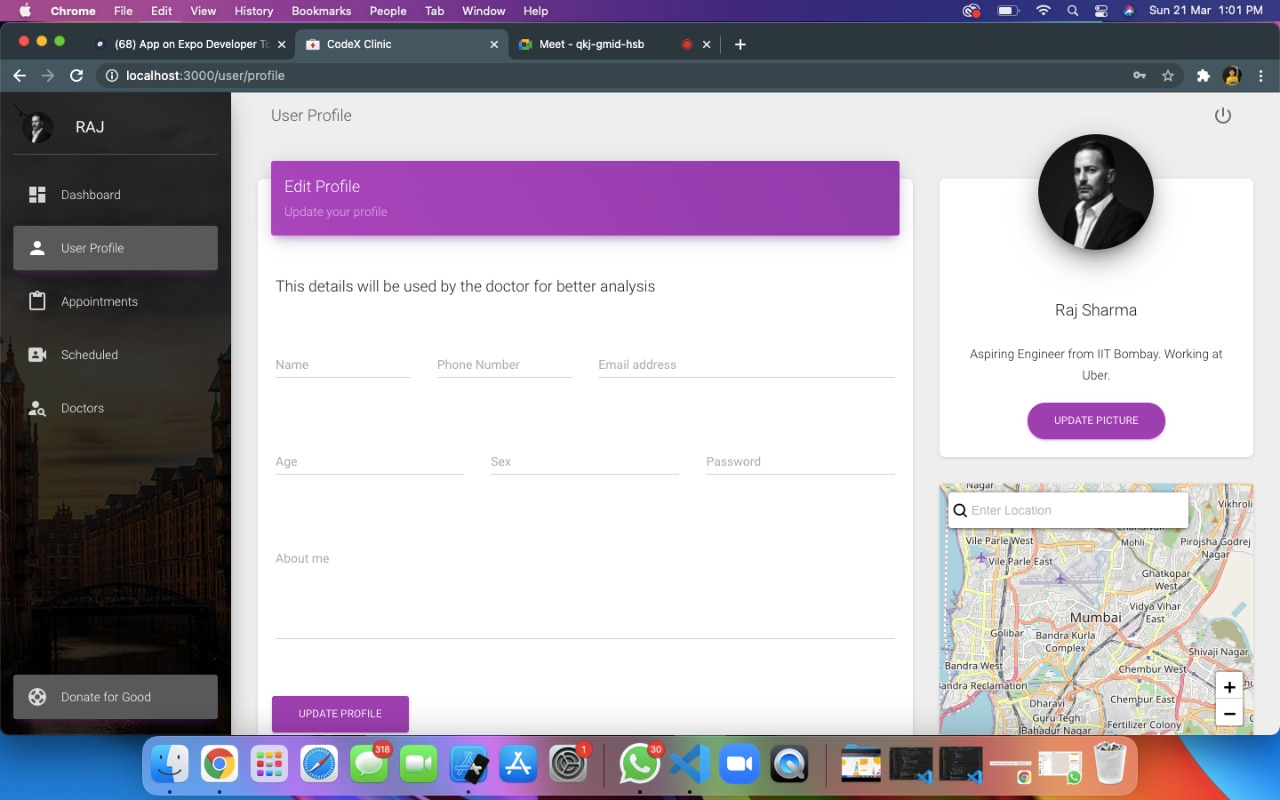 Chrome File Edit View History Bookmarks People Tab Window Help Sun 21 Mar 1:01 PM
(68) App on Expo Developer To CodeX Clinic Meet - qkj-gmid-hsb
localhost:3000/user/profile
RAJ
Dashboard
User Profile
Appointments
Scheduled
Doctors
Donate for Good
User Profile
Edit Profile
Update your profile
This details will be used by the doctor for better analysis
Name Phone Number Email address
Age Sex Password
About me
UPDATE PROFILE
Raj Sharma
Aspiring Engineer from IIT Bombay. Working at
Uber.
UPDATE PICTURE
Nagar
Enter Location
Vikhroli
Vile Parle West
Mohli
Pirojsha Godrej
Nagar
Vile Parle East
Ghatkopar
West
Mumbai
Vidya Vihar
East
Golibar
Bandra Kurla
Complex
Shivaji Nagar
Bandra West
Chembur West
andra Reclamation
Chembur East
Dharavi
Guru Tegh
Bahadur Nagar
Fertilizer Colony
+
−
318
1
30